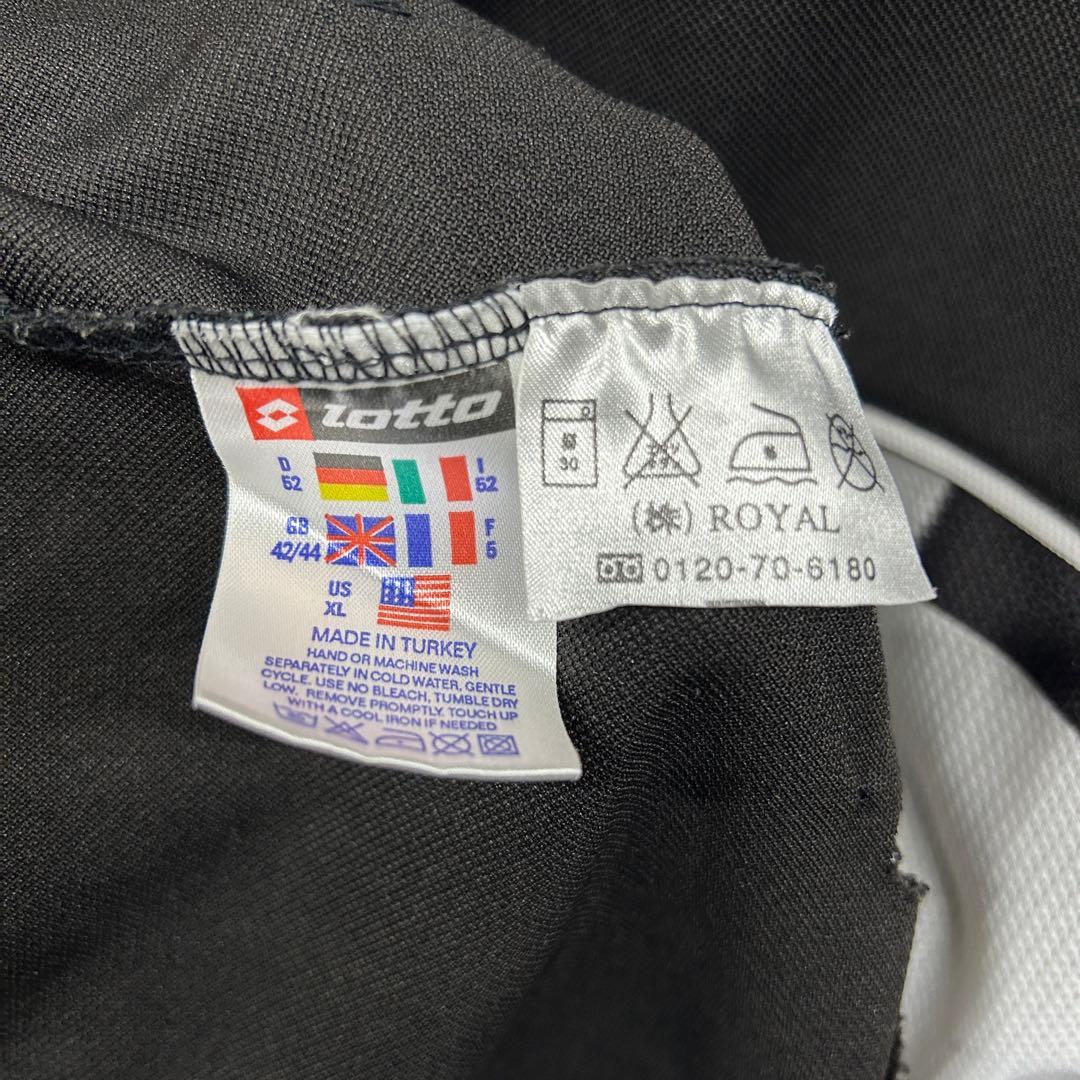 lotto
D
52
I
52
GB
42/44
F
5
US
XL
MADE IN TURKEY
HAND OR MACHINE WASH
SEPARATELY IN COLD WATER, GENTLE
CYCLE. USE NO BLEACH, TUMBLE DRY
LOW. REMOVE PROMPTLY. TOUCH UP
WITH A COOL IRON IF NEEDED
30
(株) ROYAL
0120-70-6180